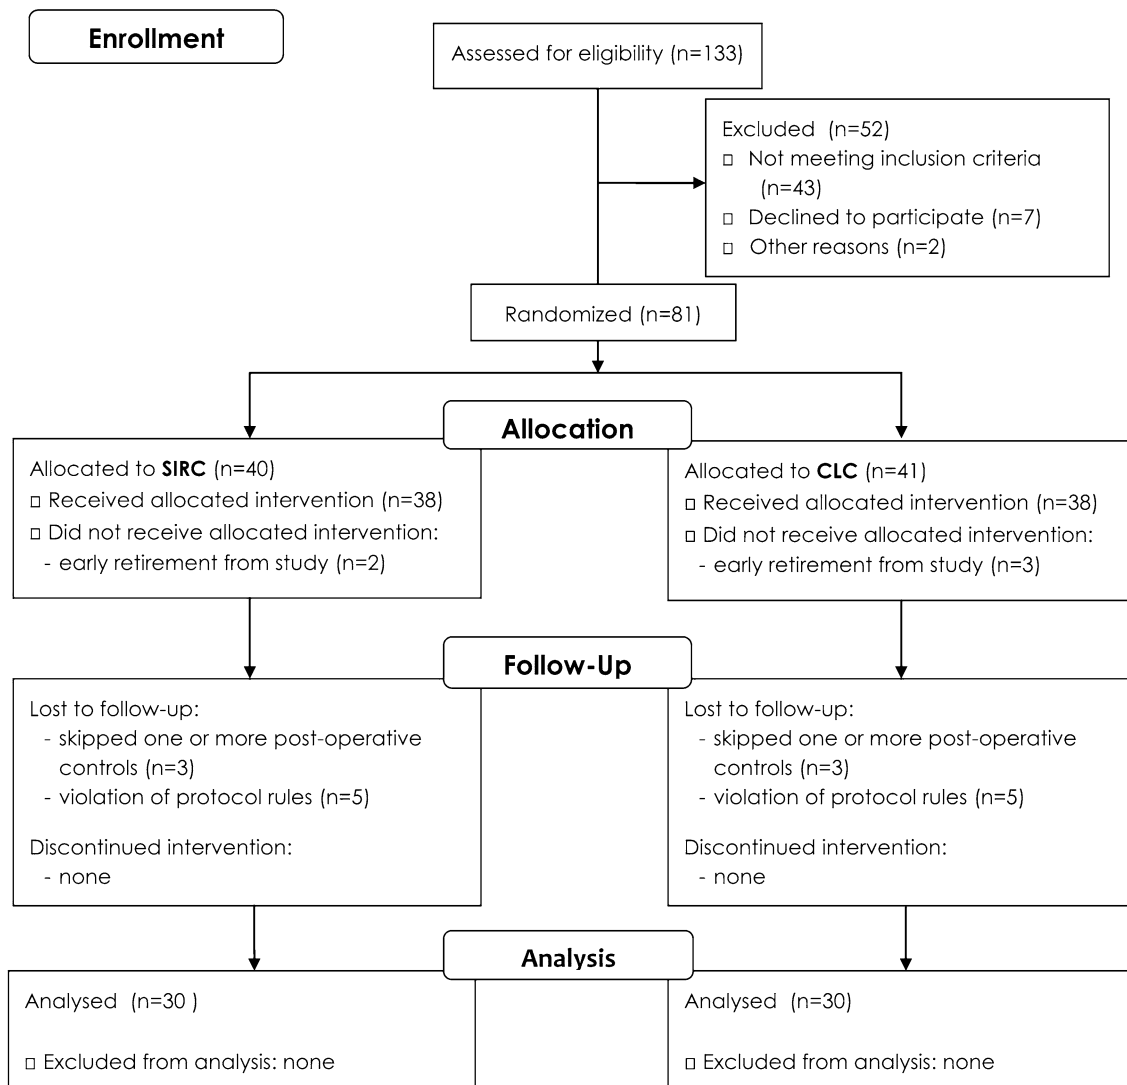 Enrollment
Assessed for eligibility (n=133)
Excluded  (n=52)
□ Not meeting inclusion criteria
(n=43)
□ Declined to participate (n=7)
□ Other reasons (n=2)
Randomized (n=81)
Allocation
Allocated to SIRC (n=40)
□ Received allocated intervention (n=38)
□ Did not receive allocated intervention:
- early retirement from study (n=2)
Allocated to CLC (n=41)
□ Received allocated intervention (n=38)
□ Did not receive allocated intervention:
- early retirement from study (n=3)
Follow-Up
Lost to follow-up:
- skipped one or more post-operative
controls (n=3)
- violation of protocol rules (n=5)
Discontinued intervention:
- none
Lost to follow-up:
- skipped one or more post-operative
controls (n=3)
- violation of protocol rules (n=5)
Discontinued intervention:
- none
Analysis
Analysed  (n=30 )
□ Excluded from analysis: none
Analysed  (n=30)
□ Excluded from analysis: none